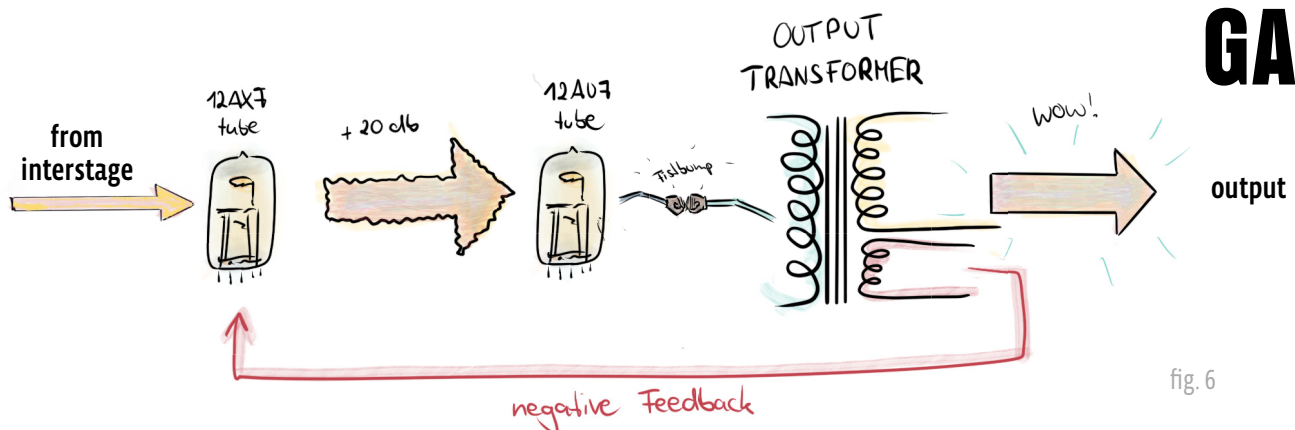 GA
OUTPUT
TRANSFORMER
from
interstage
12AX7
tube
+20 db
12AU7
tube
Fistbump
WOW!
output
negative Feedback
fig. 6